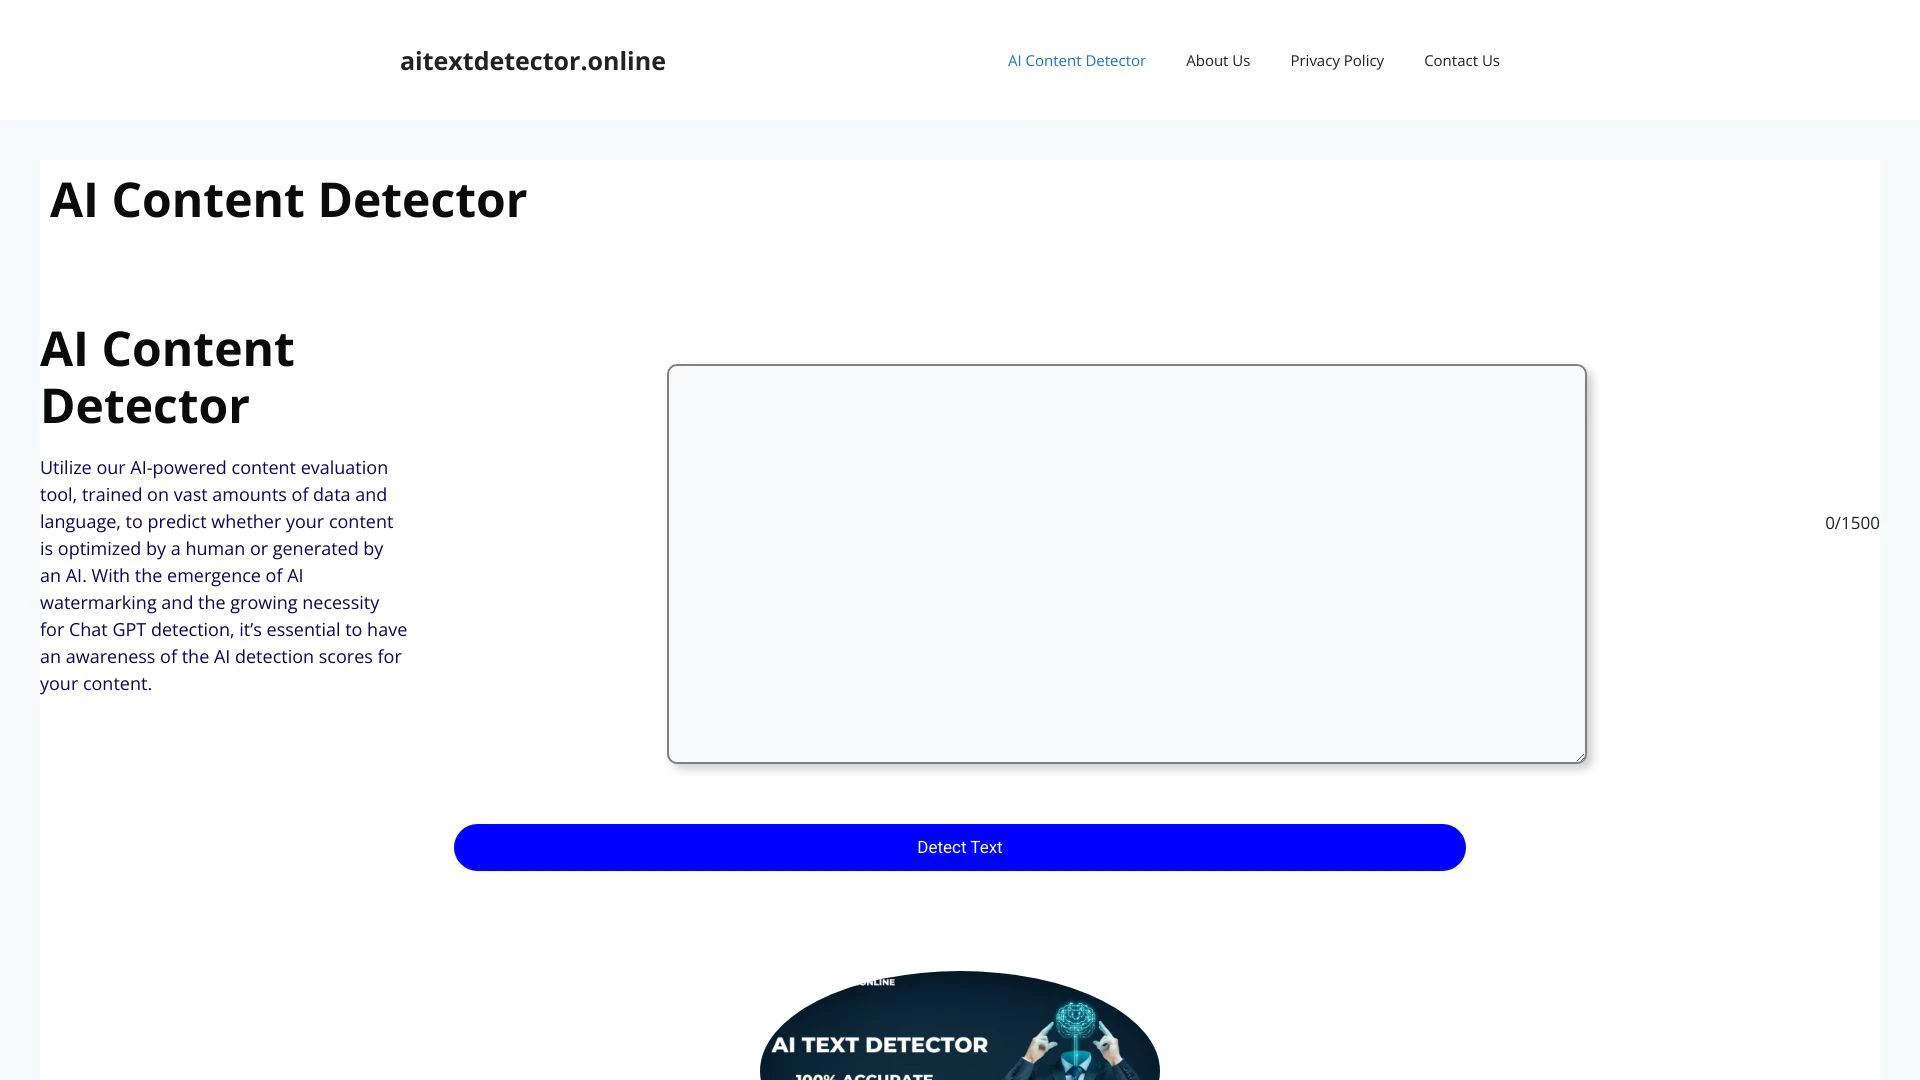 aitextdetector.online
AI Content Detector
About Us
Privacy Policy
Contact Us
AI Content Detector
AI Content
Detector
Utilize our AI-powered content evaluation
tool, trained on vast amounts of data and
language, to predict whether your content
is optimized by a human or generated by
an AI. With the emergence of AI
watermarking and the growing necessity
for Chat GPT detection, it’s essential to have
an awareness of the AI detection scores for
your content.
0/1500
Detect Text
AI TEXT DETECTOR
100% ACCURATE